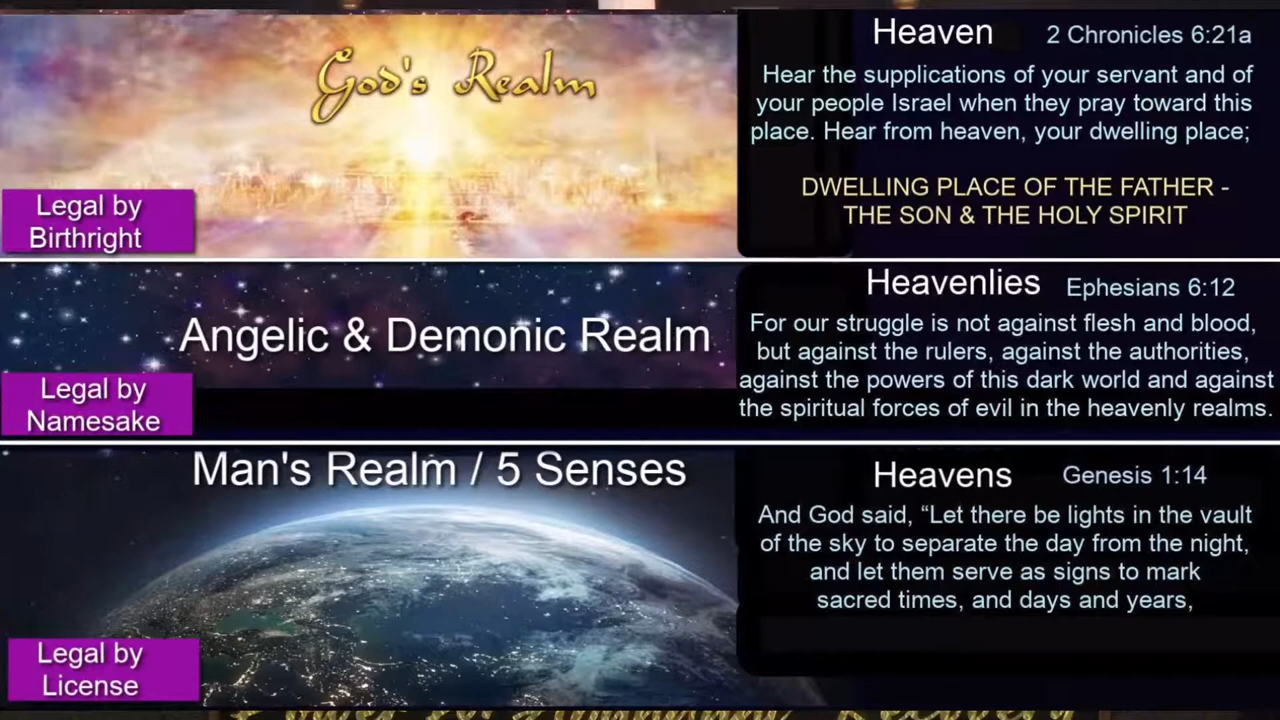 God's Realm
Legal by
Birthright
Heaven 2 Chronicles 6:21a
Hear the supplications of your servant and of
your people Israel when they pray toward this
place. Hear from heaven, your dwelling place;
DWELLING PLACE OF THE FATHER -
THE SON & THE HOLY SPIRIT
Angelic & Demonic Realm
Legal by
Namesake
Heavenlies Ephesians 6:12
For our struggle is not against flesh and blood,
but against the rulers, against the authorities,
against the powers of this dark world and against
the spiritual forces of evil in the heavenly realms.
Man's Realm / 5 Senses
Legal by
License
Heavens Genesis 1:14
And God said, “Let there be lights in the vault
of the sky to separate the day from the night,
and let them serve as signs to mark
sacred times, and days and years,